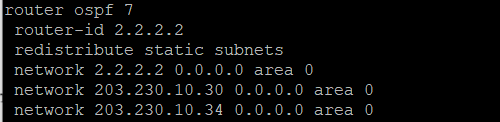 router ospf 7
router-id 2.2.2.2
redistribute static subnets
network 2.2.2.2 0.0.0.0 area 0
network 203.230.10.30 0.0.0.0 area 0
network 203.230.10.34 0.0.0.0 area 0